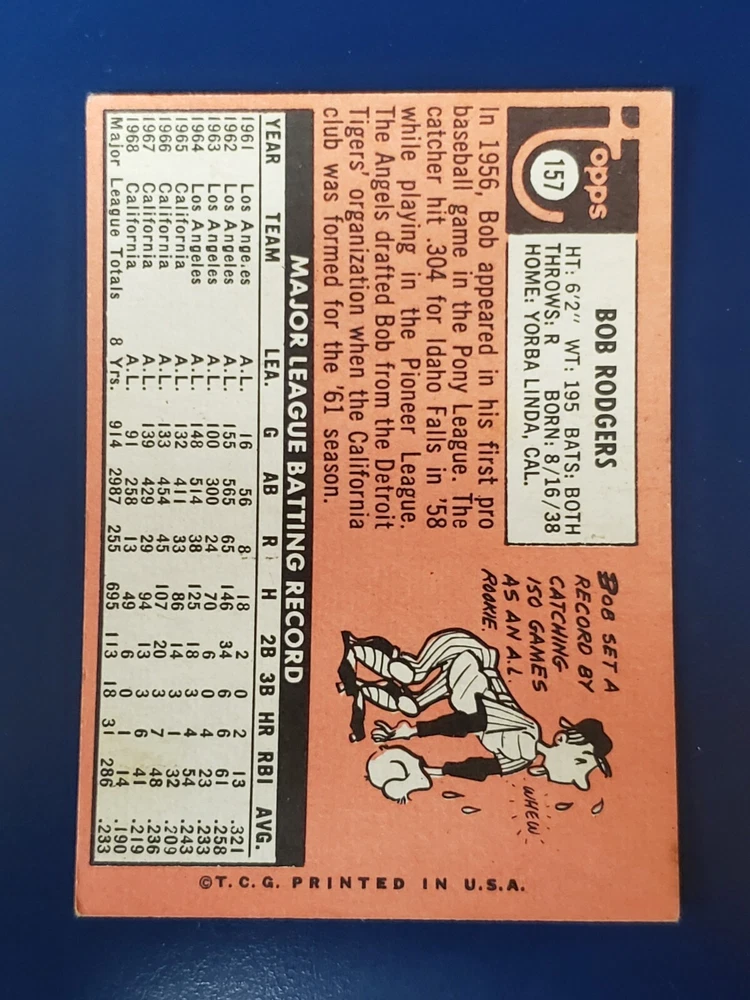 Topps
157
BOB RODGERS
HT: 6'2" WT: 195 BATS: BOTH
THROWS: R BORN: 8/16/38
HOME: YORBA LINDA, CAL.
In 1956, Bob appeared in his first pro
baseball game in the Pony League. The
catcher hit .304 for Idaho Falls in '58
while playing in the Pioneer League.
The Angels drafted Bob from the Detroit
Tigers' organization when the California
club was formed for the '61 season.
BOB SET A
RECORD BY
CATCHING
150 GAMES
AS AN A.L.
ROOKIE.
WHEW-
MAJOR LEAGUE BATTING RECORD
YEAR TEAM LEA. G AB R H 2B 3B HR RBI AVG.
1961 Los Angeles A.L. 16 56 8 18 2 0 2 13 .321
1962 Los Angeles A.L. 155 565 65 146 34 6 6 61 .258
1963 Los Angeles A.L. 100 300 24 70 6 0 4 23 .233
1964 Los Angeles A.L. 148 514 38 125 18 3 4 54 .243
1965 California A.L. 132 411 33 86 14 3 1 32 .209
1966 California A.L. 133 454 45 107 20 3 7 48 .236
1967 California A.L. 139 429 29 94 13 3 6 41 .219
1968 California A.L. 91 258 13 49 6 0 1 14 .190
Major League Totals 8 Yrs. 914 2987 255 695 113 18 31 286 .233
©T.C.G. PRINTED IN U.S.A.